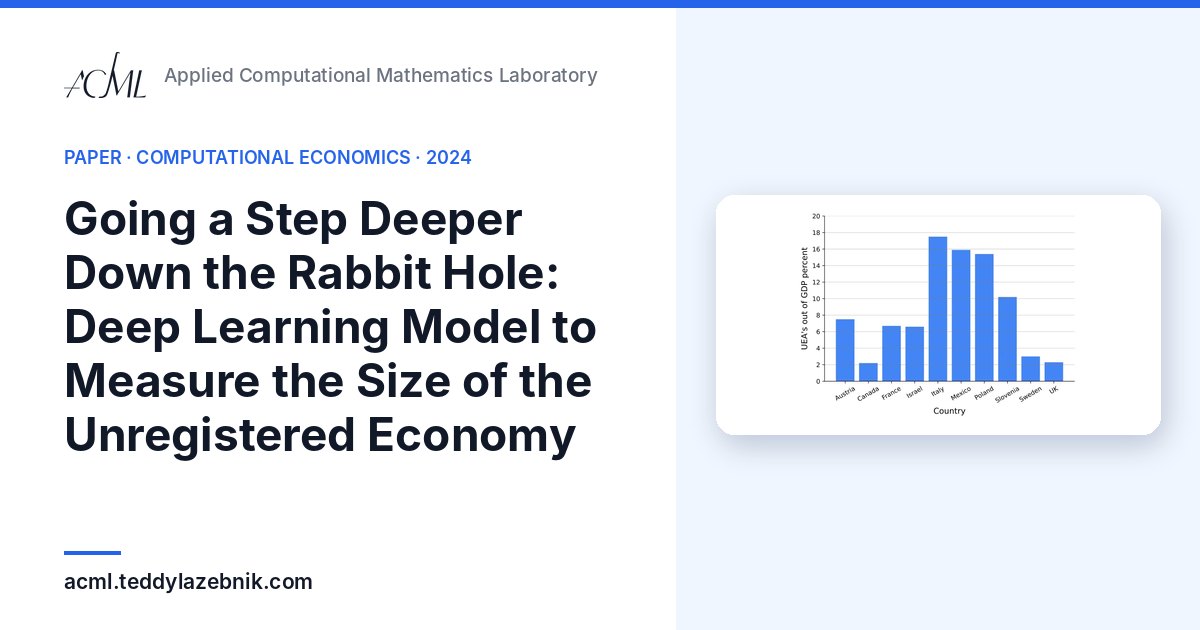 ACML
Applied Computational Mathematics Laboratory
PAPER · COMPUTATIONAL ECONOMICS · 2024
Going a Step Deeper
Down the Rabbit Hole:
Deep Learning Model to
Measure the Size of the
Unregistered Economy
acml.teddylazebnik.com
UEA's out of GDP percent
20
18
16
14
12
10
8
6
4
2
0
Austria
Canada
France
Israel
Italy
Mexico
Poland
Slovenia
Sweden
UK
Country